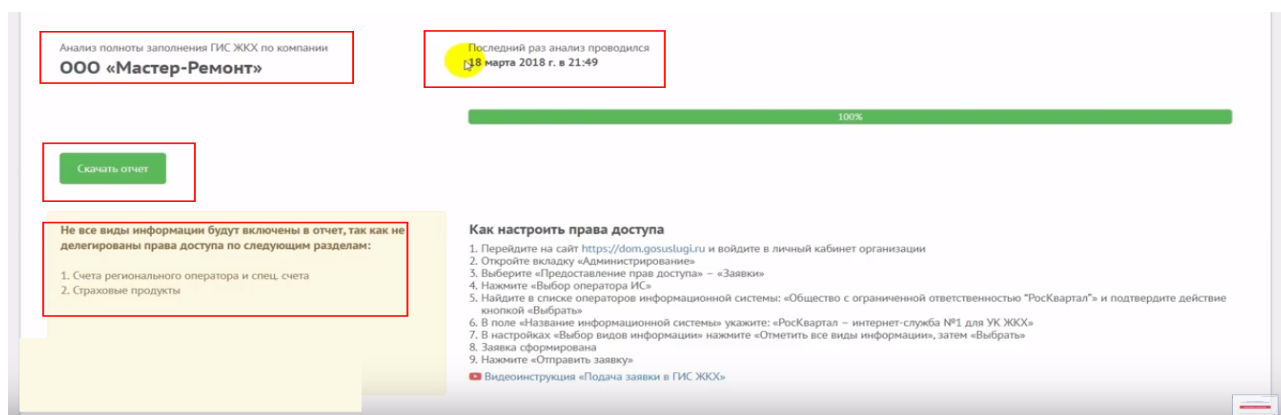 Анализ полноты заполнения ГИС ЖКХ по компании
ООО «Мастер-Ремонт»
Последний раз анализ проводился
18 марта 2018 г. в 21:49
100%
Скачать отчет
Не все виды информации будут включены в отчет, так как не
делегированы права доступа по следующим разделам:
1. Счета регионального оператора и спец. счета
2. Страховые продукты
Как настроить права доступа
1. Перейдите на сайт https://dom.gosuslugi.ru и войдите в личный кабинет организации
2. Откройте вкладку «Администрирование»
3. Выберите «Предоставление прав доступа» – «Заявки»
4. Нажмите «Выбор оператора ИС»
5. Найдите в списке операторов информационной системы: «Общество с ограниченной ответственностью "РосКвартал"» и подтвердите действие
кнопкой «Выбрать»
6. В поле «Название информационной системы» укажите: «РосКвартал – интернет-служба №1 для УК ЖКХ»
7. В настройках «Выбор видов информации» нажмите «Отметить все виды информации», затем «Выбрать»
8. Заявка сформирована
9. Нажмите «Отправить заявку»
Видеоинструкция «Подача заявки в ГИС ЖКХ»